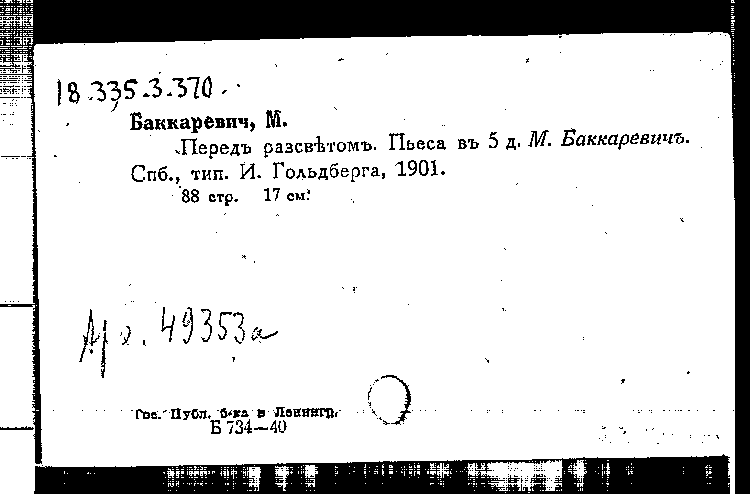 18.335.3.370.
Баккаревич, М.
Передъ разсвѣтомъ. Пьеса въ 5 д. М. Баккаревичъ.
Спб., тип. И. Гольдберга, 1901.
88 стр. 17 см.
49353а
Гос. Публ. б-ка в Ленингр.
Б 734—40